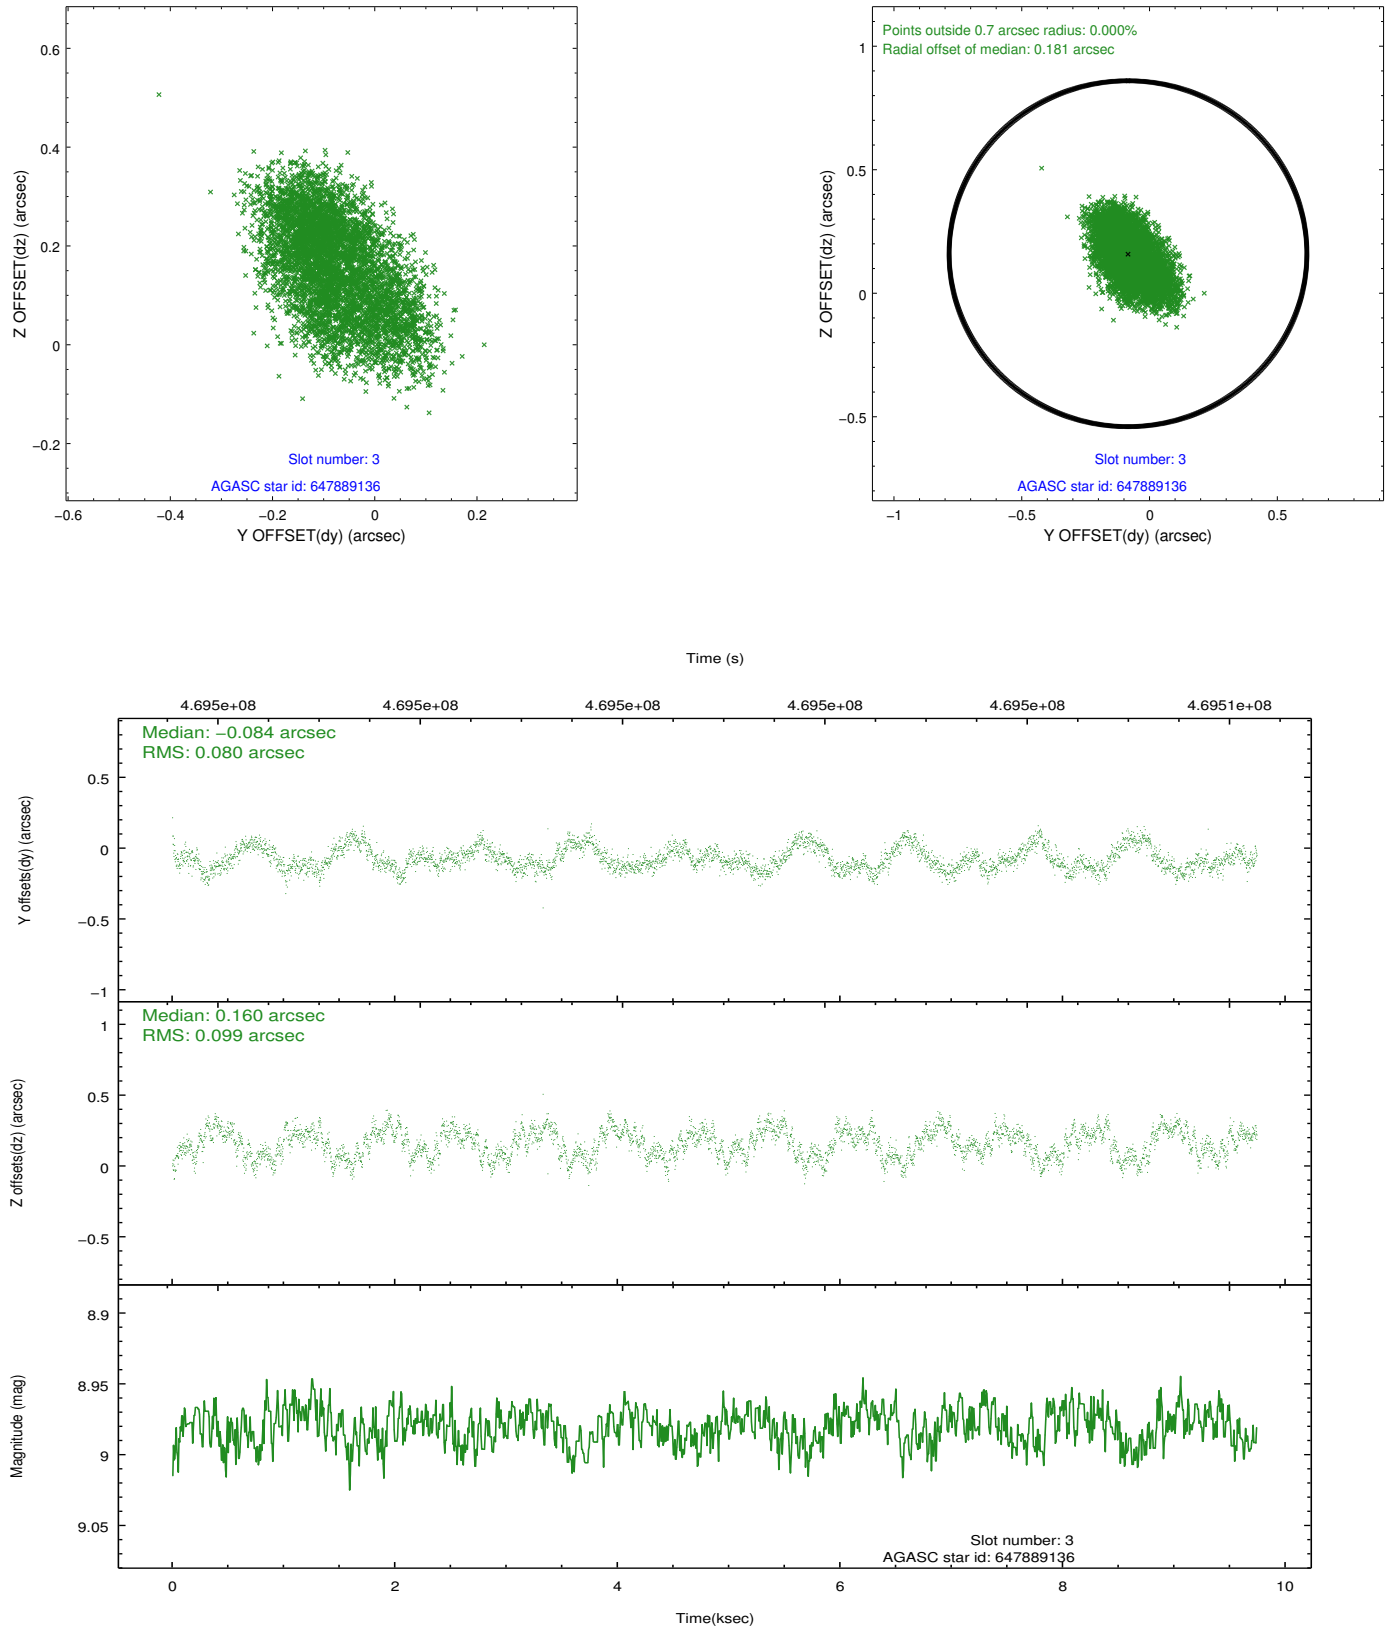 0.6
0.4
0.2
0
−0.2
Z OFFSET(dz) (arcsec)
Slot number: 3
AGASC star id: 647889136
−0.6 −0.4 −0.2 0 0.2
Y OFFSET(dy) (arcsec)
Points outside 0.7 arcsec radius: 0.000%
Radial offset of median: 0.181 arcsec
1
0.5
0
−0.5
Z OFFSET(dz) (arcsec)
Slot number: 3
AGASC star id: 647889136
−1 −0.5 0 0.5
Y OFFSET(dy) (arcsec)
Time (s)
4.695e+08 4.695e+08 4.695e+08 4.695e+08 4.695e+08 4.6951e+08
Median: −0.084 arcsec
RMS: 0.080 arcsec
0.5
0
−0.5
−1
Y offsets(dy) (arcsec)
Median: 0.160 arcsec
RMS: 0.099 arcsec
1
0.5
0
−0.5
Z offsets(dz) (arcsec)
8.9
8.95
9
9.05
Magnitude (mag)
Slot number: 3
AGASC star id: 647889136
0 2 4 6 8 10
Time(ksec)